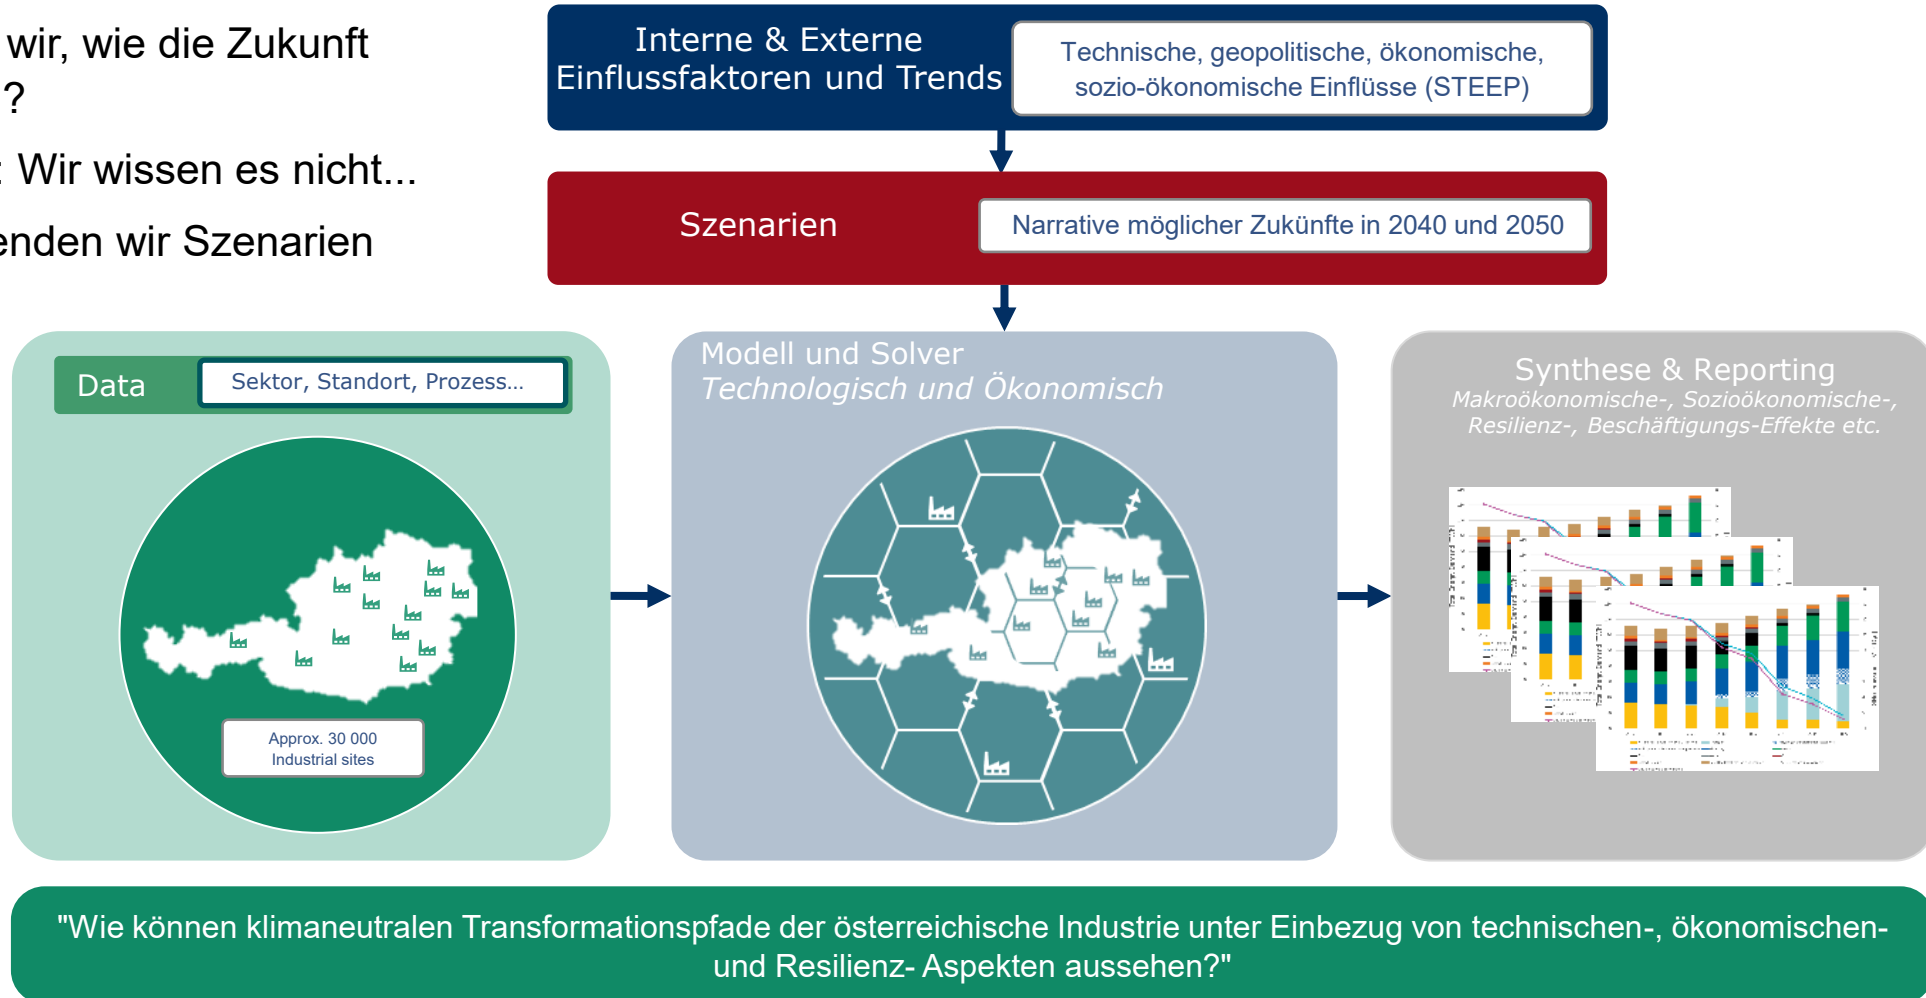 wir, wie die Zukunft
?
: Wir wissen es nicht...
enden wir Szenarien
Interne & Externe
Einflussfaktoren und Trends
Technische, geopolitische, ökonomische,
sozio-ökonomische Einflüsse (STEEP)
Szenarien
Narrative möglicher Zukünfte in 2040 und 2050
Data
Sektor, Standort, Prozess...
Approx. 30 000
Industrial sites
Modell und Solver
Technologisch und Ökonomisch
Synthese & Reporting
Makroökonomische-, Sozioökonomische-,
Resilienz-, Beschäftigungs-Effekte etc.
"Wie können klimaneutralen Transformationspfade der österreichische Industrie unter Einbezug von technischen-, ökonomischen-
und Resilienz- Aspekten aussehen?"